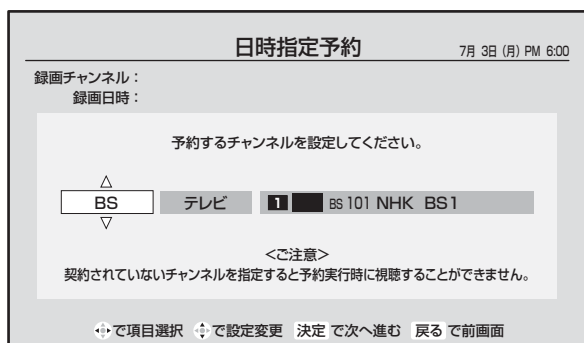 日時指定予約 7月 3日 (月) PM 6:00
録画チャンネル：
録画日時：
予約するチャンネルを設定してください。
BS テレビ 1 BS 101 NHK BS1
＜ご注意＞
契約されていないチャンネルを指定すると予約実行時に視聴することができません。
で項目選択 で設定変更 決定 で次へ進む 戻る で前画面